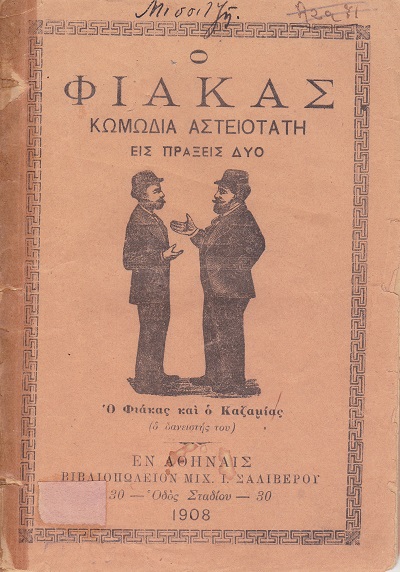 Μισιτζῆ.
Ο
ΦΙΑΚΑΣ
ΚΩΜΩΔΙΑ ΑΣΤΕΙΟΤΑΤΗ
ΕΙΣ ΠΡΑΞΕΙΣ ΔΥΟ
Ὁ Φιάκας καὶ ὁ Καζαμίας
(ὁ δανειστής του)
ΕΝ ΑΘΗΝΑΙΣ
ΒΙΒΛΙΟΠΩΛΕΙΟΝ ΜΙΧ. Ι. ΣΑΛΙΒΕΡΟΥ
30 — Ὁδὸς Σταδίου — 30
1908